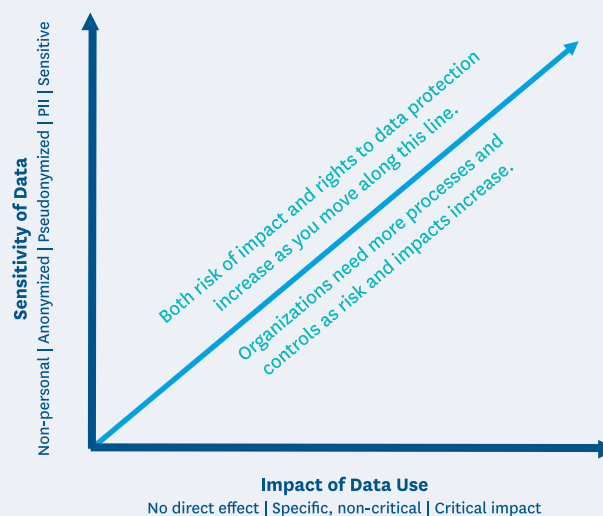 Sensitivity of Data
Non-personal | Anonymized | Pseudonymized | PII | Sensitive
Both risk of impact and rights to data protection
increase as you move along this line.
Organizations need more processes and
controls as risk and impacts increase.
Impact of Data Use
No direct effect | Specific, non-critical | Critical impact